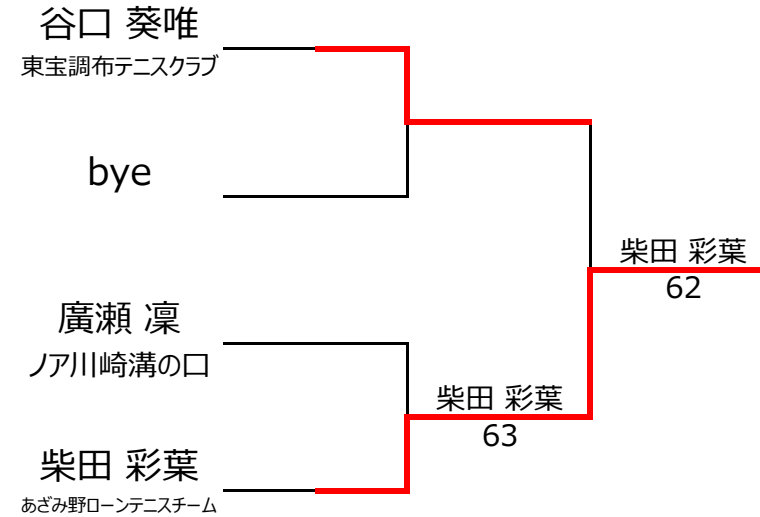 谷口 葵唯
東宝調布テニスクラブ
bye
柴田 彩葉
62
廣瀬 凜
ノア川崎溝の口
柴田 彩葉
63
柴田 彩葉
あざみ野ローンテニスチーム